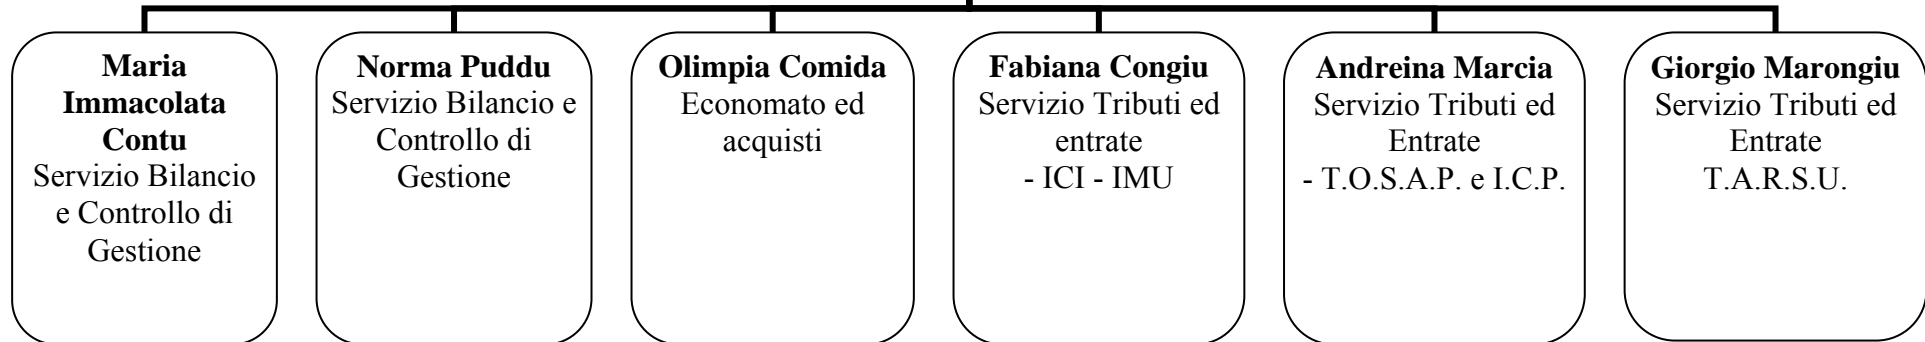 Maria
Immacolata
Contu
Servizio Bilancio
e Controllo di
Gestione
Norma Puddu
Servizio Bilancio e
Controllo di
Gestione
Olimpia Comida
Economato ed
acquisti
Fabiana Congiu
Servizio Tributi ed
entrate
- ICI - IMU
Andreina Marcia
Servizio Tributi ed
Entrate
- T.O.S.A.P. e I.C.P.
Giorgio Marongiu
Servizio Tributi ed
Entrate
T.A.R.S.U.